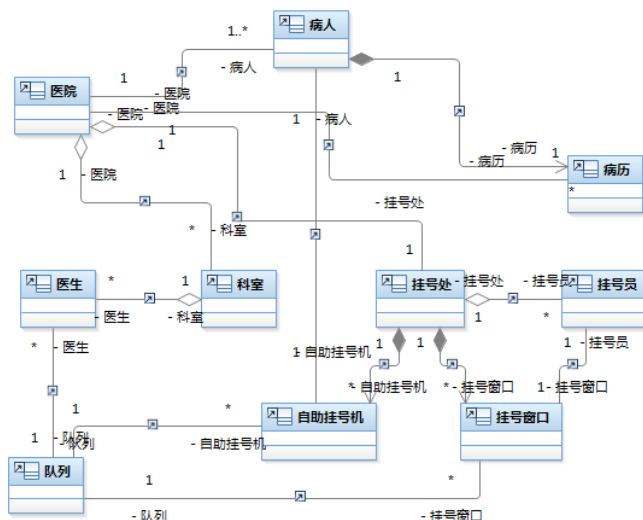 病人
1..*
- 病人
1
1
医院
- 医院
- 医院
- 医院
1
1
1
- 病人
1
- 病历
- 病历
1
病历
*
1
- 医院
- 挂号处
*
- 科室
1
医生
*
- 医生
1
- 科室
科室
挂号处
- 挂号处
1
- 挂号员
*
挂号员
*
- 医生
1
- 自助挂号机
1
*
- 自助挂号机
1
*
- 挂号窗口
1
- 挂号员
1
- 挂号窗口
1
- 队列
1
- 队列
*
- 自助挂号机
自助挂号机
挂号窗口
队列
1
- 队列
*
- 挂号窗口